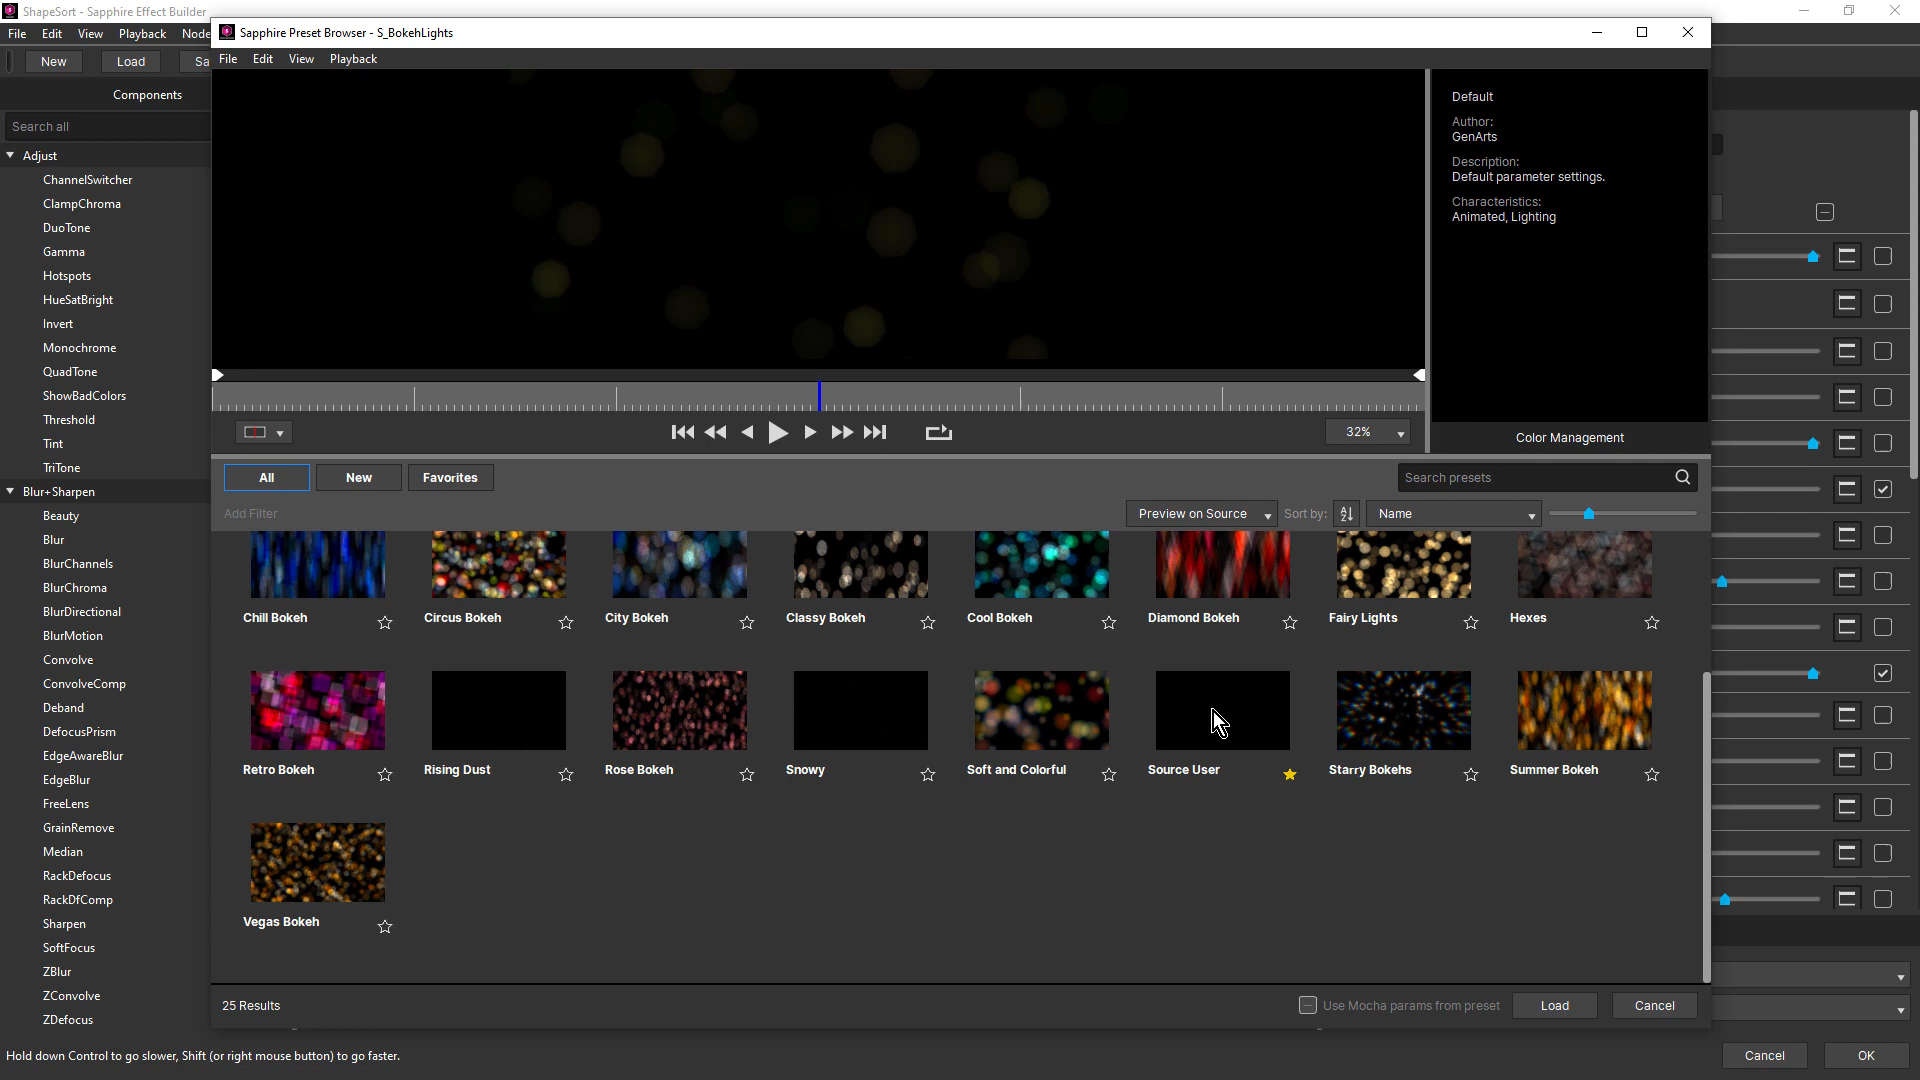 ShapeSort - Sapphire Effect Builder
File Edit View Playback Node
New Load Sa
Components
Search all
Adjust
ChannelSwitcher
ClampChroma
DuoTone
Gamma
Hotspots
HueSatBright
Invert
Monochrome
QuadTone
ShowBadColors
Threshold
Tint
TriTone
Blur+Sharpen
Beauty
Blur
BlurChannels
BlurChroma
BlurDirectional
BlurMotion
Convolve
ConvolveComp
Deband
DefocusPrism
EdgeAwareBlur
EdgeBlur
FreeLens
GrainRemove
Median
RackDefocus
RackDfComp
Sharpen
SoftFocus
ZBlur
ZConvolve
ZDefocus
Sapphire Preset Browser - S_BokehLights
File Edit View Playback
Default
Author:
GenArts
Description:
Default parameter settings.
Characteristics:
Animated, Lighting
32%
Color Management
All New Favorites
Search presets
Add Filter
Preview on Source Sort by: Name
Chill Bokeh Circus Bokeh City Bokeh Classy Bokeh Cool Bokeh Diamond Bokeh Fairy Lights Hexes
Retro Bokeh Rising Dust Rose Bokeh Snowy Soft and Colorful Source User Starry Bokehs Summer Bokeh
Vegas Bokeh
25 Results
Use Mocha params from preset Load Cancel
Hold down Control to go slower, Shift (or right mouse button) to go faster.
Cancel OK